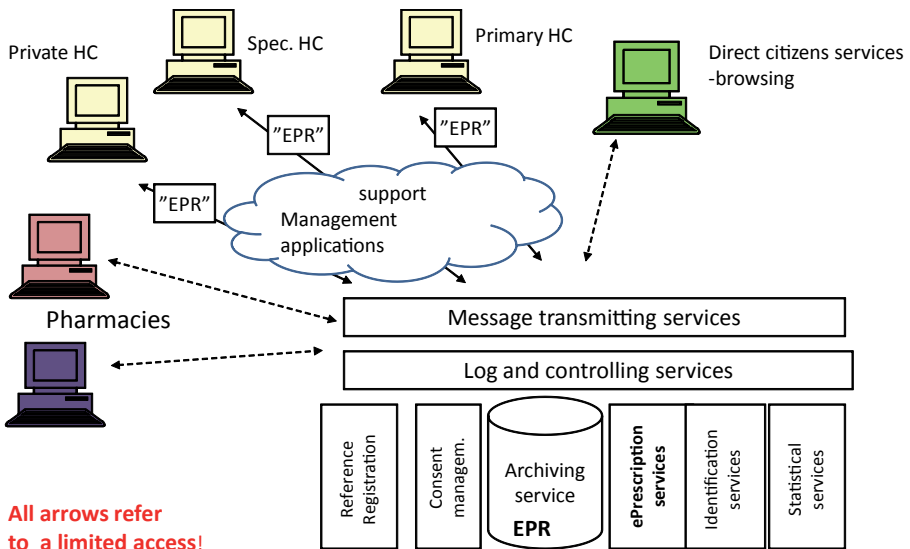 Private HC
Spec. HC
Primary HC
Direct citizens services
-browsing
”EPR”
”EPR”
”EPR”
support
Management
applications
Pharmacies
Message transmitting services
Log and controlling services
Reference
Registration
Consent
managem.
Archiving
service
EPR
ePrescription
services
Identification
services
Statistical
services
All arrows refer
to a limited access!